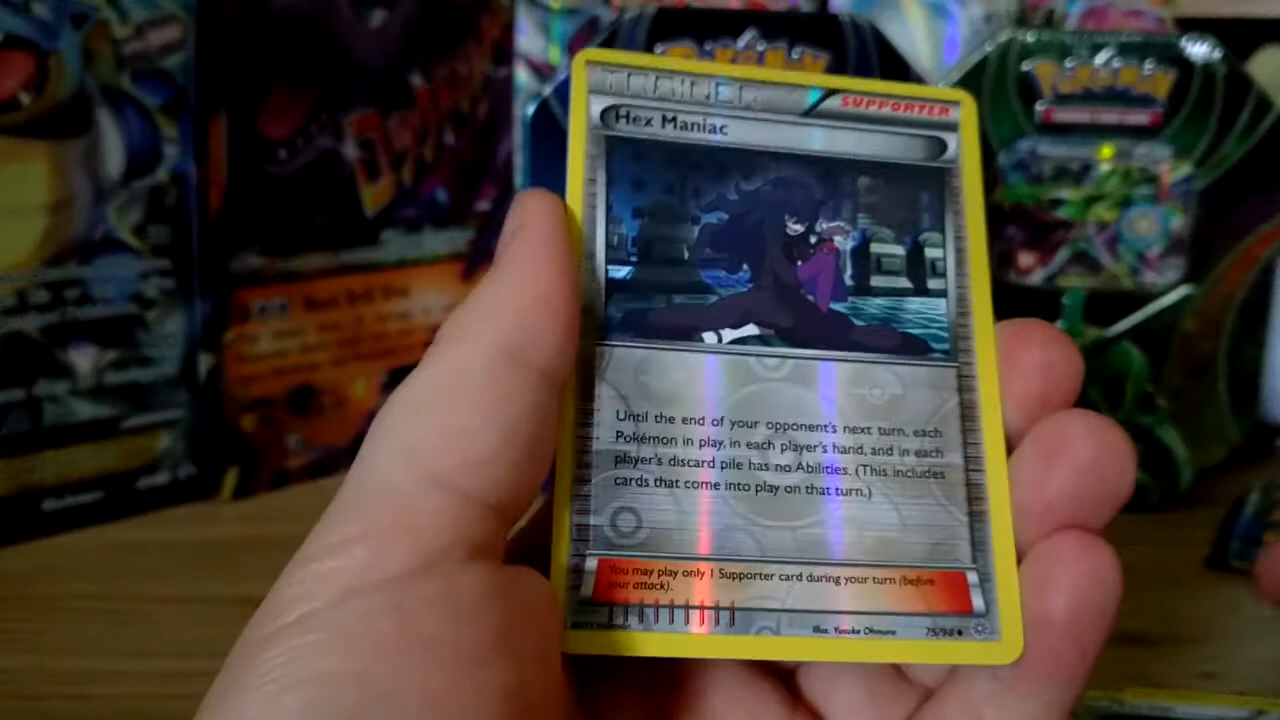 POKéMON
POKéMON
TRAINER
SUPPORTER
Hex Maniac
Until the end of your opponent's next turn, each
Pokémon in play, in each player's hand, and in each
player's discard pile has no Abilities. (This includes
cards that come into play on that turn.)
You may play only 1 Supporter card during your turn (before
your attack).
Illus. Yusuke Ohmura
75/98